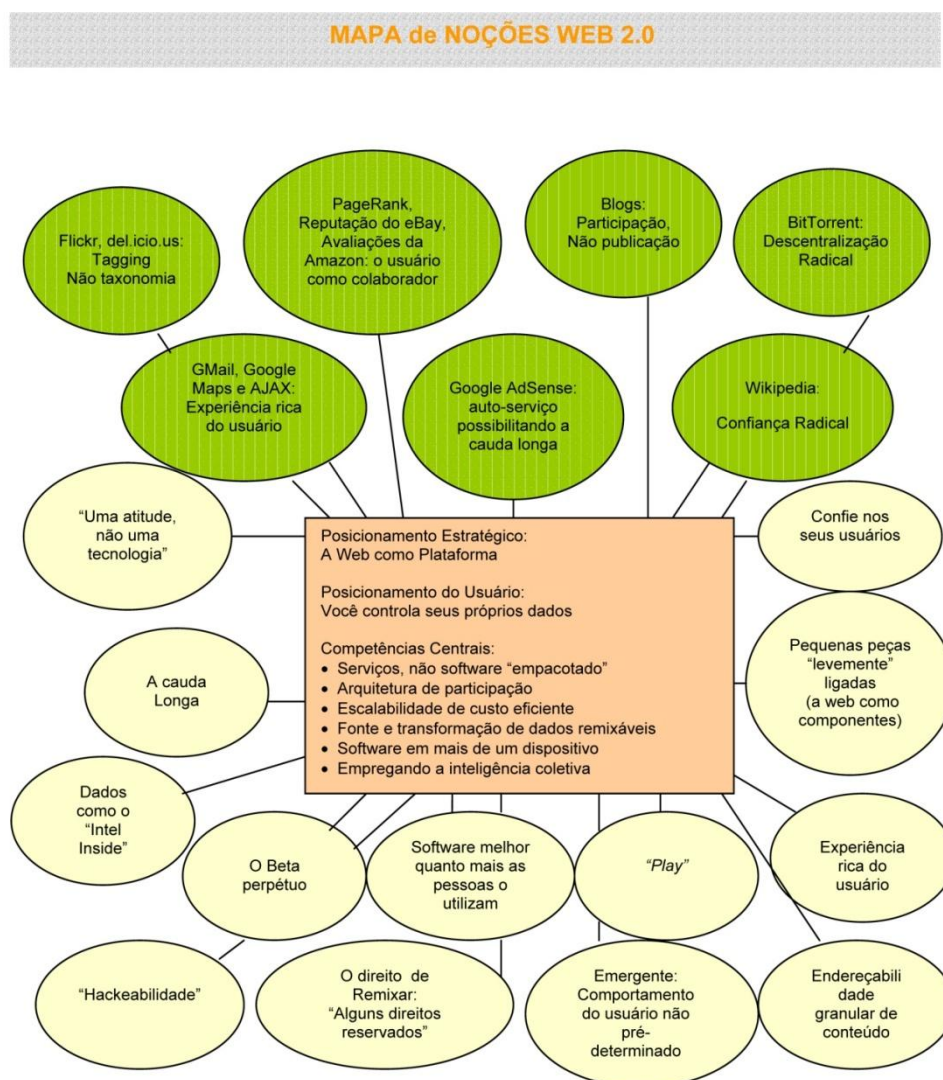 MAPA de NOÇÕES WEB 2.0
Flickr, del.icio.us:
Tagging
Não taxonomia
PageRank,
Reputação do eBay,
Avaliações da
Amazon: o usuário
como colaborador
Blogs:
Participação,
Não publicação
BitTorrent:
Descentralização
Radical
GMail, Google
Maps e AJAX:
Experiência rica
do usuário
Google AdSense:
auto-serviço
possibilitando a
cauda longa
Wikipedia:
Confiança Radical
“Uma atitude,
não uma
tecnologia”
Posicionamento Estratégico:
A Web como Plataforma
Posicionamento do Usuário:
Você controla seus próprios dados
Competências Centrais:
• Serviços, não software “empacotado”
• Arquitetura de participação
• Escalabilidade de custo eficiente
• Fonte e transformação de dados remixáveis
• Software em mais de um dispositivo
• Empregando a inteligência coletiva
Confie nos
seus usuários
A cauda
Longa
Pequenas peças
“levemente”
ligadas
(a web como
componentes)
Dados
como o
“Intel
Inside”
O Beta
perpétuo
Software melhor
quanto mais as
pessoas o
utilizam
“Play”
Experiência
rica do
usuário
“Hackeabilidade”
O direito de
Remixar:
“Alguns direitos
reservados”
Emergente:
Comportamento
do usuário não
pré-
determinado
Endereçabili
dade
granular de
conteúdo